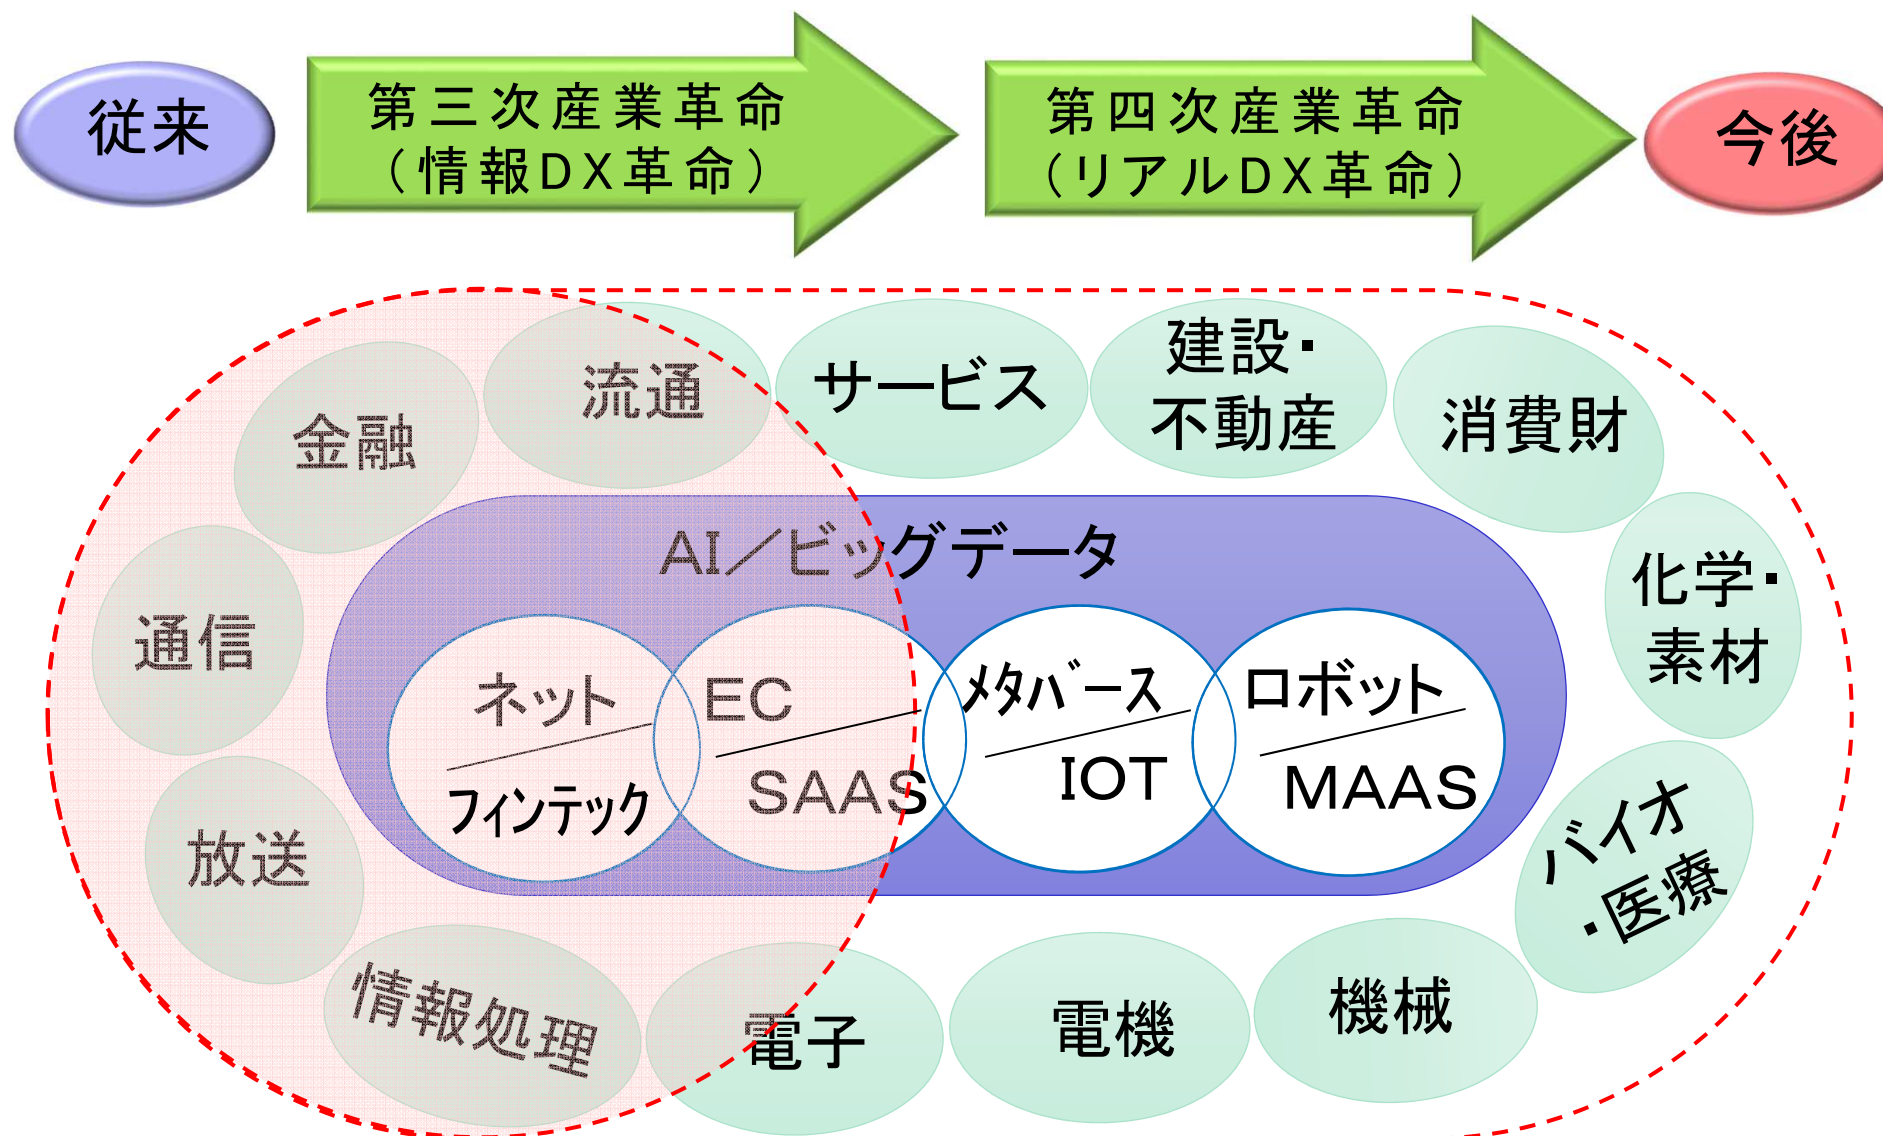 従来
第三次産業革命
（情報DX革命）
第四次産業革命
（リアルDX革命）
今後
流通
サービス
建設・
不動産
消費財
金融
化学・
素材
通信
AI／ビッグデータ
ネット
フィンテック
EC
SAAS
ﾒﾀﾊﾞｰｽ
IOT
ロボット
MAAS
バイオ
・医療
放送
情報処理
電子
電機
機械